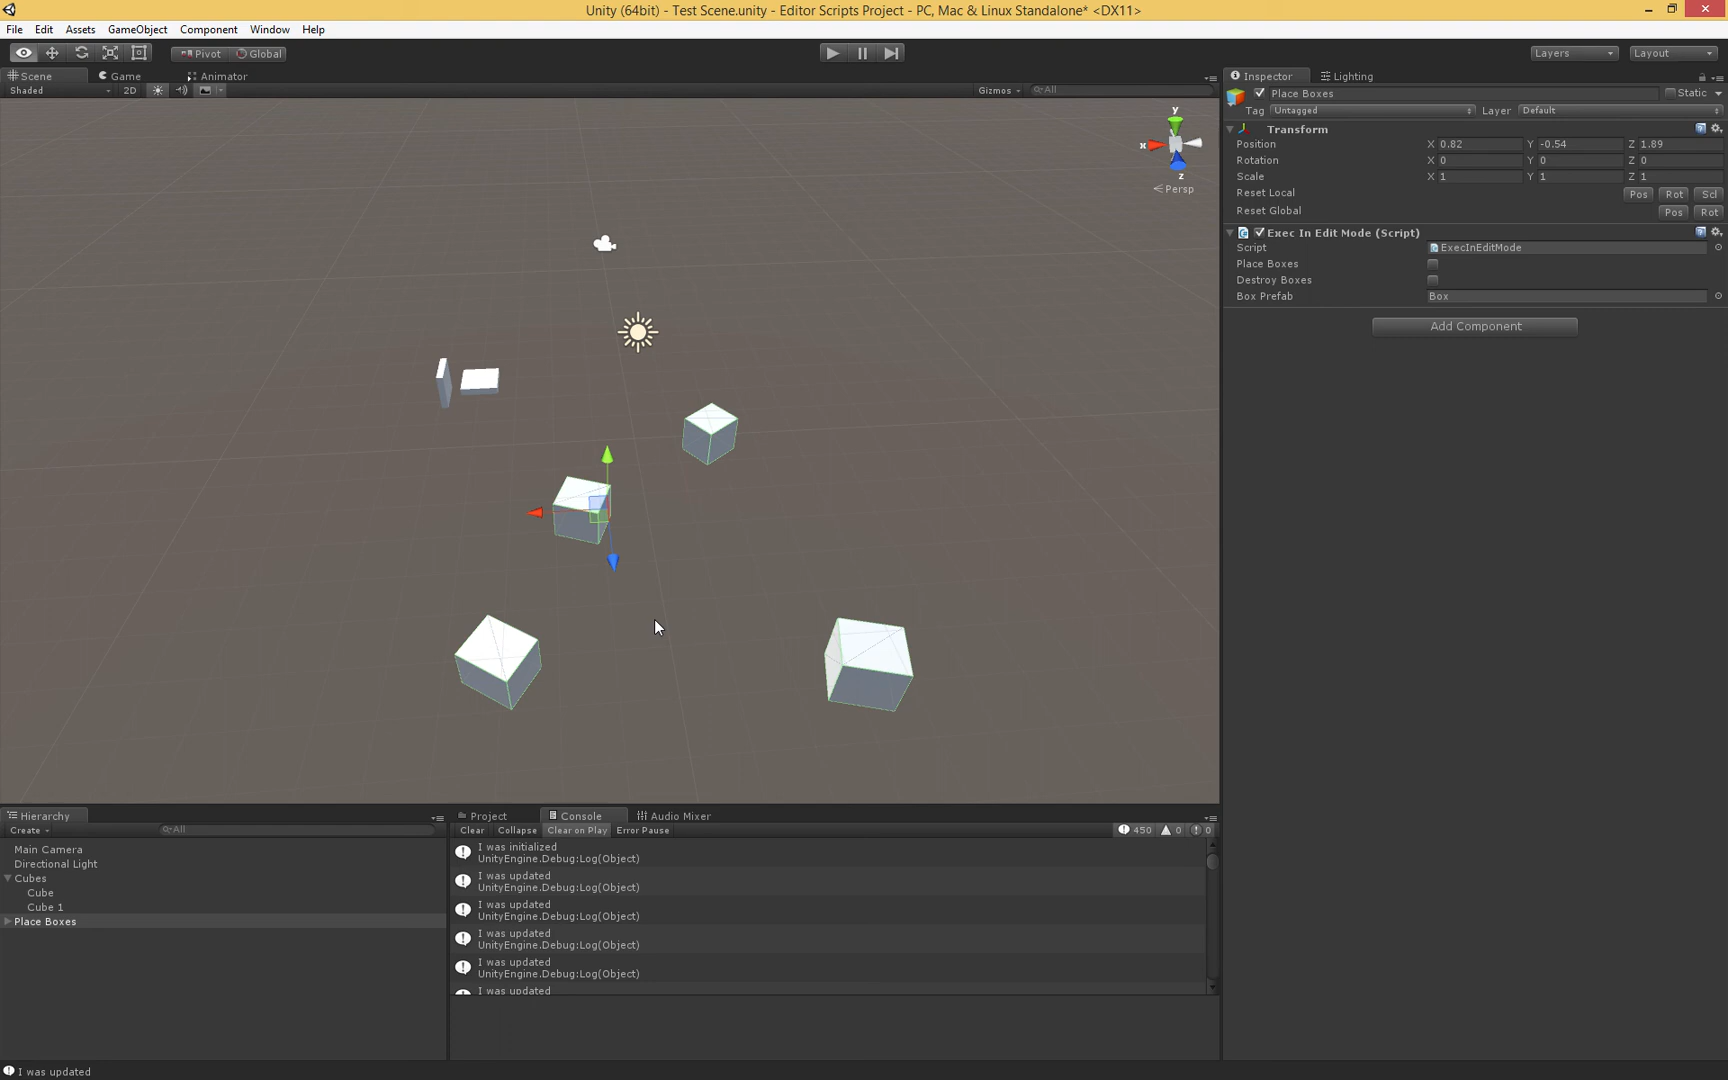 Unity (64bit) - Test Scene.unity - Editor Scripts Project - PC, Mac & Linux Standalone* <DX11>
File Edit Assets GameObject Component Window Help
Pivot Global Layers Layout
Scene Game Animator
Shaded 2D Gizmos All
y
x
z
Persp
Inspector Lighting
Place Boxes Static
Tag Untagged Layer Default
Transform
Position X 0.82 Y -0.54 Z 1.89
Rotation X 0 Y 0 Z 0
Scale X 1 Y 1 Z 1
Reset Local Pos Rot Scl
Reset Global Pos Rot
Exec In Edit Mode (Script)
Script ExecInEditMode
Place Boxes
Destroy Boxes
Box Prefab Box
Add Component
Hierarchy
Create All
Main Camera
Directional Light
Cubes
Cube
Cube 1
Place Boxes
Project Console Audio Mixer
Clear Collapse Clear on Play Error Pause 450 0 0
I was initialized
UnityEngine.Debug:Log(Object)
I was updated
UnityEngine.Debug:Log(Object)
I was updated
UnityEngine.Debug:Log(Object)
I was updated
UnityEngine.Debug:Log(Object)
I was updated
UnityEngine.Debug:Log(Object)
I was updated
I was updated